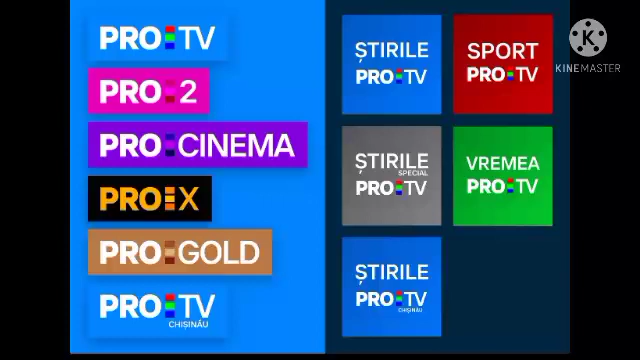 PRO TV
PRO 2
PRO CINEMA
PRO X
PRO GOLD
PRO TV
CHIȘINĂU
ȘTIRILE
PRO TV
SPORT
PRO TV
ȘTIRILE
SPECIAL
PRO TV
VREMEA
PRO TV
ȘTIRILE
PRO TV
CHIȘINĂU
K
KINEMASTER